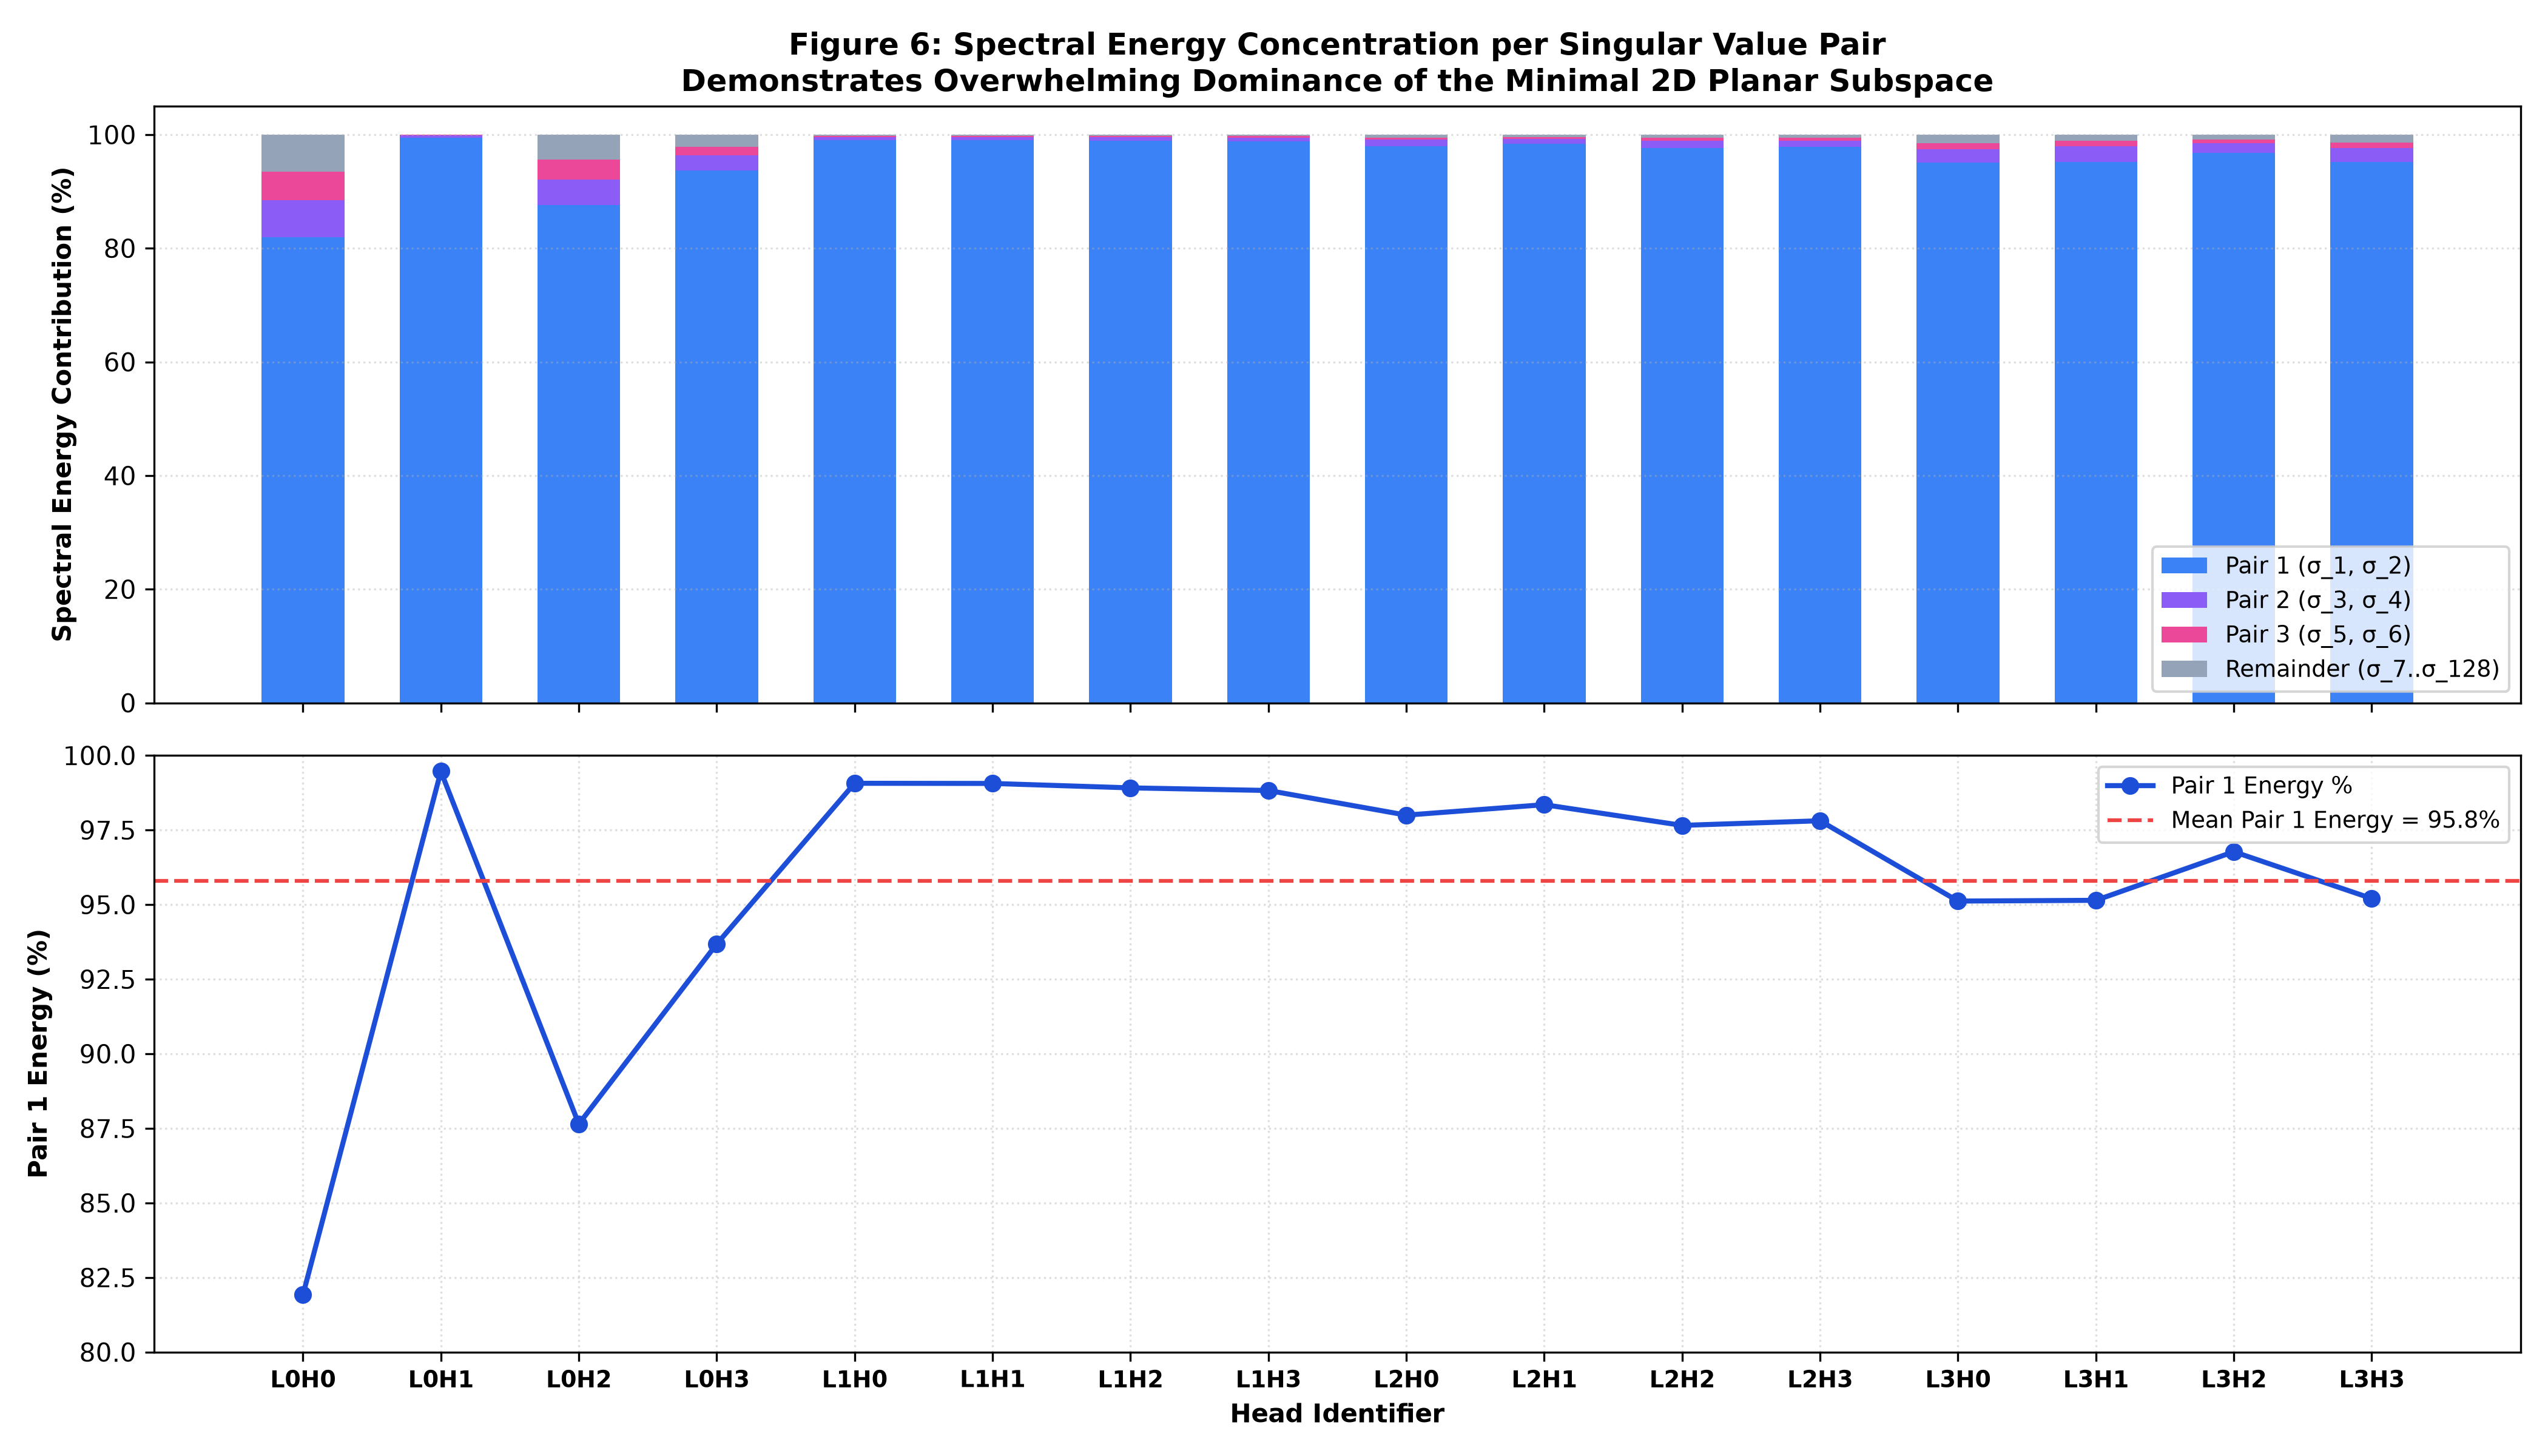 Figure 6: Spectral Energy Concentration per Singular Value Pair
Demonstrates Overwhelming Dominance of the Minimal 2D Planar Subspace
Spectral Energy Contribution (%)
100
80
60
40
20
0
Pair 1 (σ_1, σ_2)
Pair 2 (σ_3, σ_4)
Pair 3 (σ_5, σ_6)
Remainder (σ_7..σ_128)
Pair 1 Energy (%)
100.0
97.5
95.0
92.5
90.0
87.5
85.0
82.5
80.0
Pair 1 Energy %
Mean Pair 1 Energy = 95.8%
L0H0 L0H1 L0H2 L0H3 L1H0 L1H1 L1H2 L1H3 L2H0 L2H1 L2H2 L2H3 L3H0 L3H1 L3H2 L3H3
Head Identifier